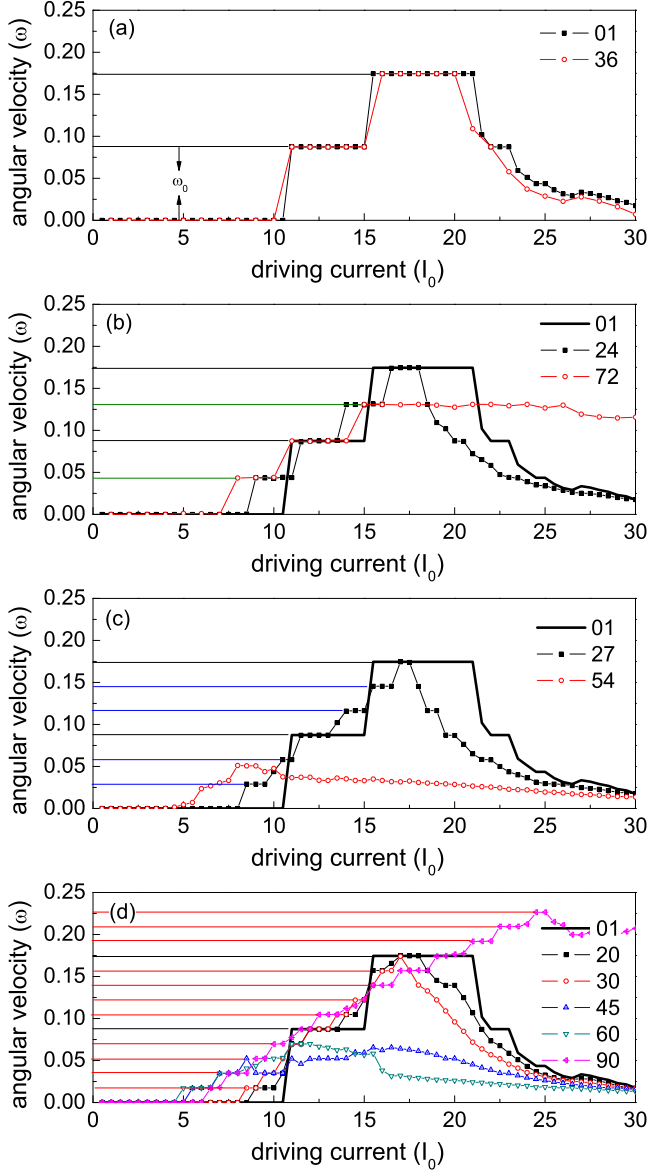 (a)
angular velocity (ω)
0.25
0.20
0.15
0.10
0.05
0.00
01
36
ω₀
0 5 10 15 20 25 30
driving current (I₀)
(b)
angular velocity (ω)
0.25
0.20
0.15
0.10
0.05
0.00
01
24
72
0 5 10 15 20 25 30
driving current (I₀)
(c)
angular velocity (ω)
0.25
0.20
0.15
0.10
0.05
0.00
01
27
54
0 5 10 15 20 25 30
driving current (I₀)
(d)
angular velocity (ω)
0.25
0.20
0.15
0.10
0.05
0.00
01
20
30
45
60
90
0 5 10 15 20 25 30
driving current (I₀)